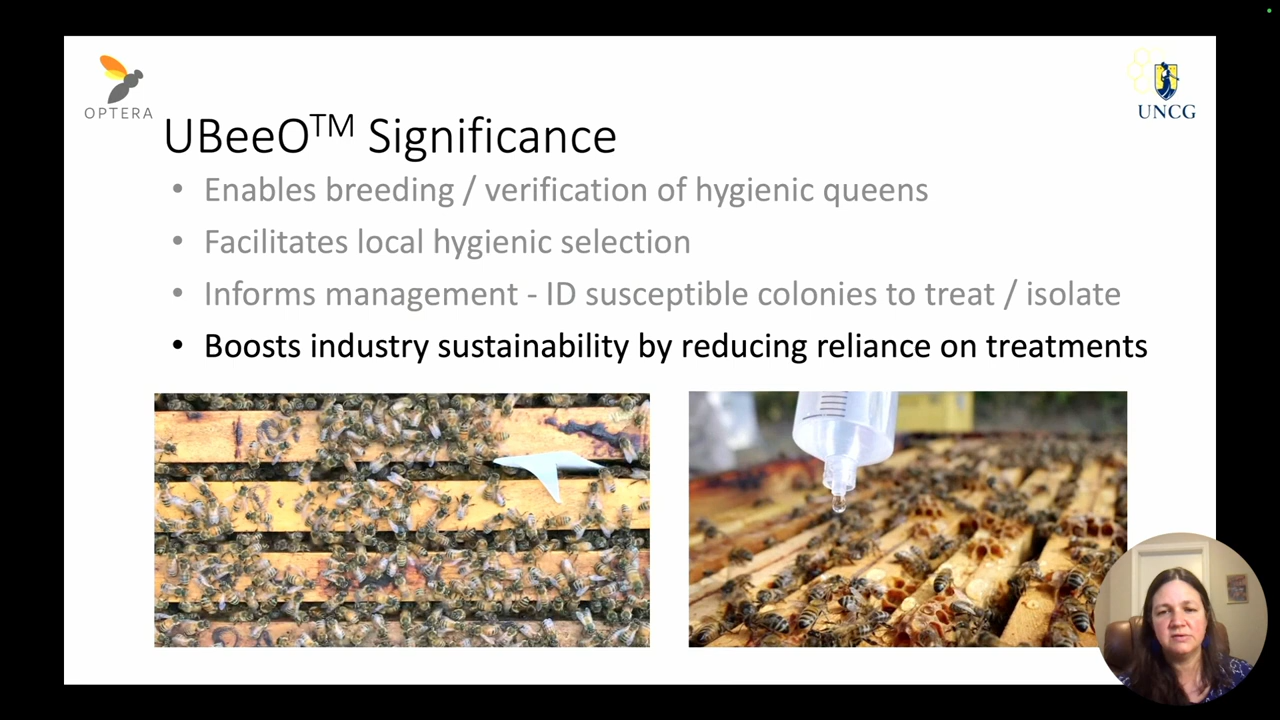 OPTERA
UNCG
UBeeO™ Significance
• Enables breeding / verification of hygienic queens
• Facilitates local hygienic selection
• Informs management - ID susceptible colonies to treat / isolate
• Boosts industry sustainability by reducing reliance on treatments